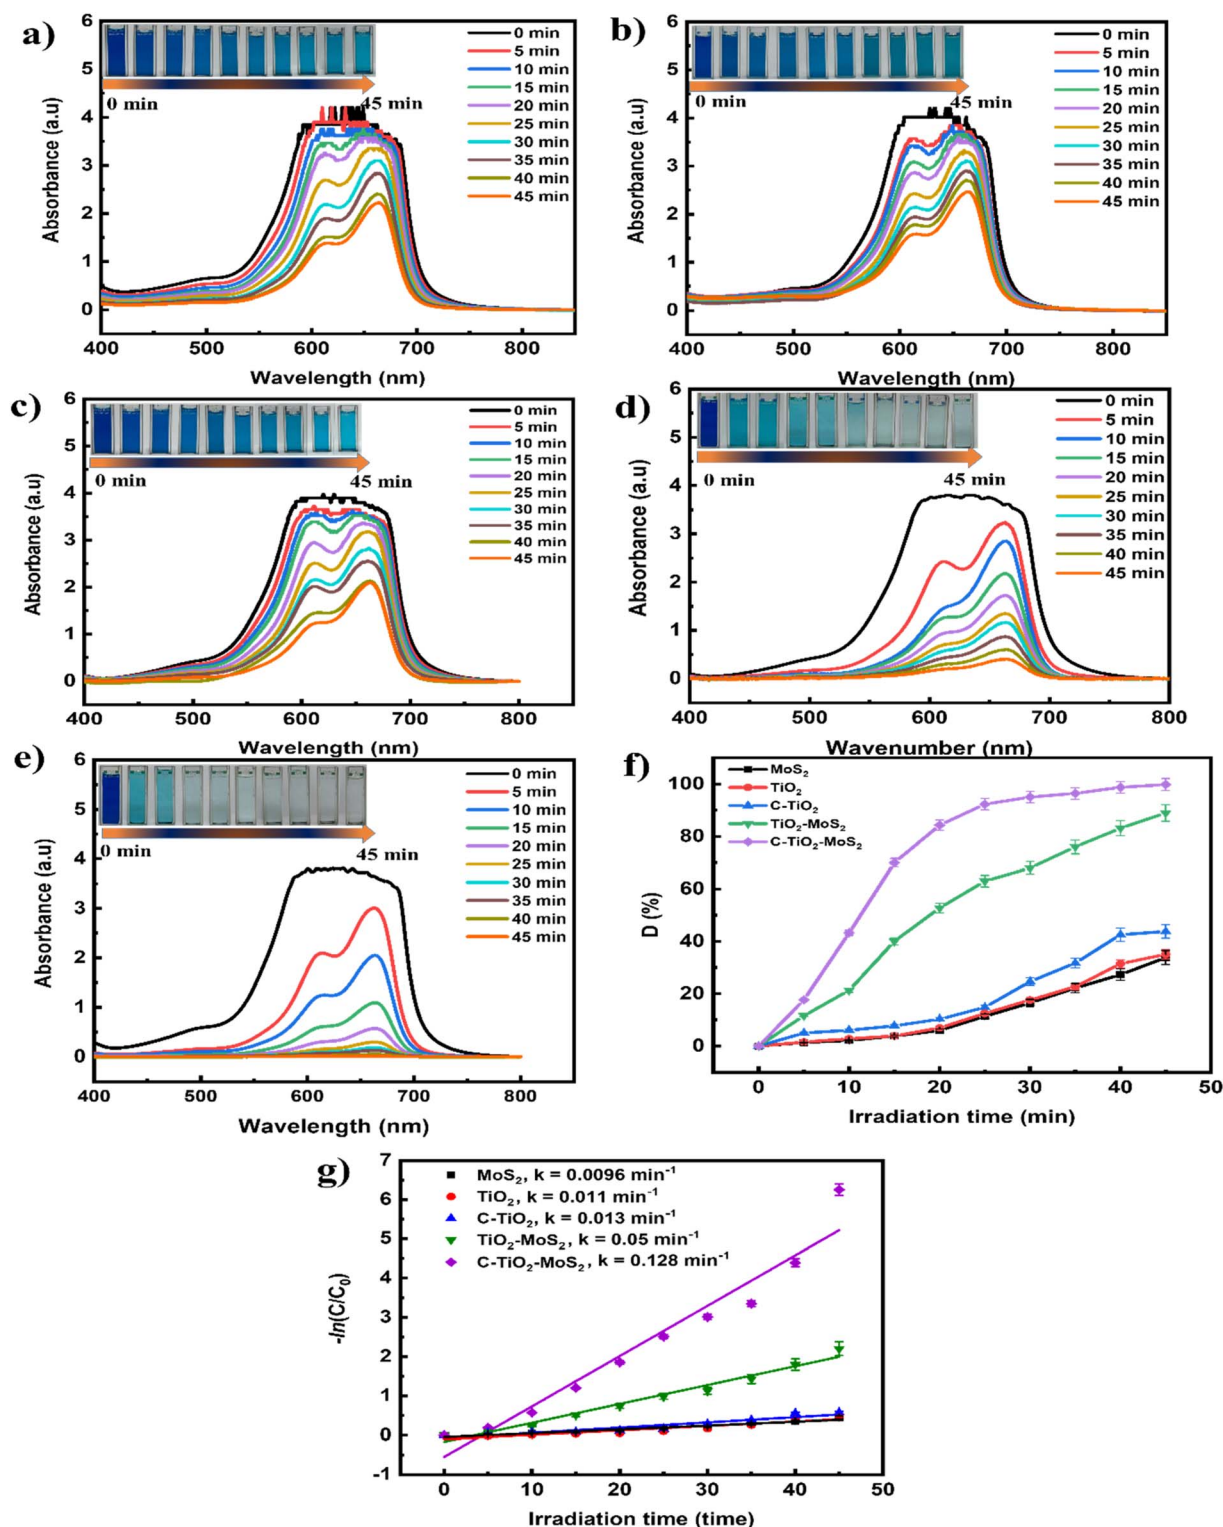 a)
0 min
45 min
0 min
5 min
10 min
15 min
20 min
25 min
30 min
35 min
40 min
45 min
Absorbance (a.u)
6
5
4
3
2
1
0
400 500 600 700 800
Wavelength (nm)
b)
0 min
45 min
0 min
5 min
10 min
15 min
20 min
25 min
30 min
35 min
40 min
45 min
Absorbance (a.u)
6
5
4
3
2
1
0
400 500 600 700 800
Wavelength (nm)
c)
0 min
45 min
0 min
5 min
10 min
15 min
20 min
25 min
30 min
35 min
40 min
45 min
Absorbance (a.u)
6
5
4
3
2
1
0
400 500 600 700 800
Wavelength (nm)
d)
0 min
45 min
0 min
5 min
10 min
15 min
20 min
25 min
30 min
35 min
40 min
45 min
Absorbance (a.u)
6
5
4
3
2
1
0
400 500 600 700 800
Wavenumber (nm)
e)
0 min
45 min
0 min
5 min
10 min
15 min
20 min
25 min
30 min
35 min
40 min
45 min
Absorbance (a.u)
6
5
4
3
2
1
0
400 500 600 700 800
Wavelength (nm)
f)
MoS₂
TiO₂
C-TiO₂
TiO₂-MoS₂
C-TiO₂-MoS₂
D (%)
100
80
60
40
20
0
0 10 20 30 40 50
Irradiation time (min)
g)
MoS₂, k = 0.0096 min⁻¹
TiO₂, k = 0.011 min⁻¹
C-TiO₂, k = 0.013 min⁻¹
TiO₂-MoS₂, k = 0.05 min⁻¹
C-TiO₂-MoS₂, k = 0.128 min⁻¹
-ln(C/C₀)
7
6
5
4
3
2
1
0
-1
0 5 10 15 20 25 30 35 40 45 50
Irradiation time (time)